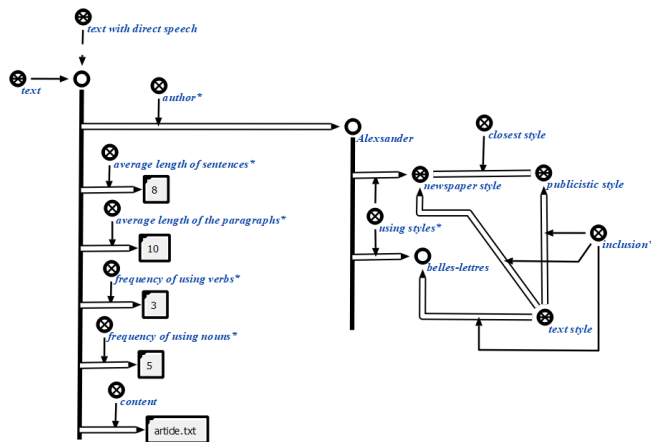 text with direct speech
text
author*
Alexsander
closest style
average length of sentences*
8
newspaper style
publicistic style
average length of the paragraphs*
10
using styles*
inclusion*
belles-lettres
frequency of using verbs*
3
text style
frequency of using nouns*
5
content
article.txt